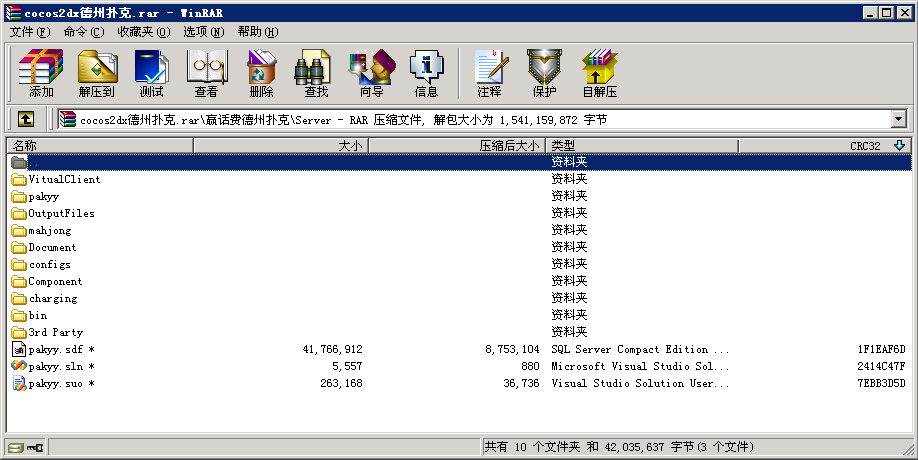 cocos2dx德州扑克.rar - WinRAR
文件(F) 命令(C) 收藏夹(O) 选项(N) 帮助(H)
添加 解压到 测试 查看 删除 查找 向导 信息 注释 保护 自解压
cocos2dx德州扑克.rar\赢话费德州扑克\Server - RAR 压缩文件, 解包大小为 1,541,159,872 字节
名称 大小 压缩后大小 类型 CRC32
.. 资料夹
VitualClient 资料夹
pakyy 资料夹
OutputFiles 资料夹
mahjong 资料夹
Document 资料夹
configs 资料夹
Component 资料夹
charging 资料夹
bin 资料夹
3rd Party 资料夹
pakyy.sdf * 41,766,912 8,753,104 SQL Server Compact Edition ... 1F1EAF6D
pakyy.sln * 5,557 880 Microsoft Visual Studio Sol... 2414C47F
pakyy.suo * 263,168 36,736 Visual Studio Solution User... 7EBB3D5D
共有 10 个文件夹 和 42,035,637 字节(3 个文件)